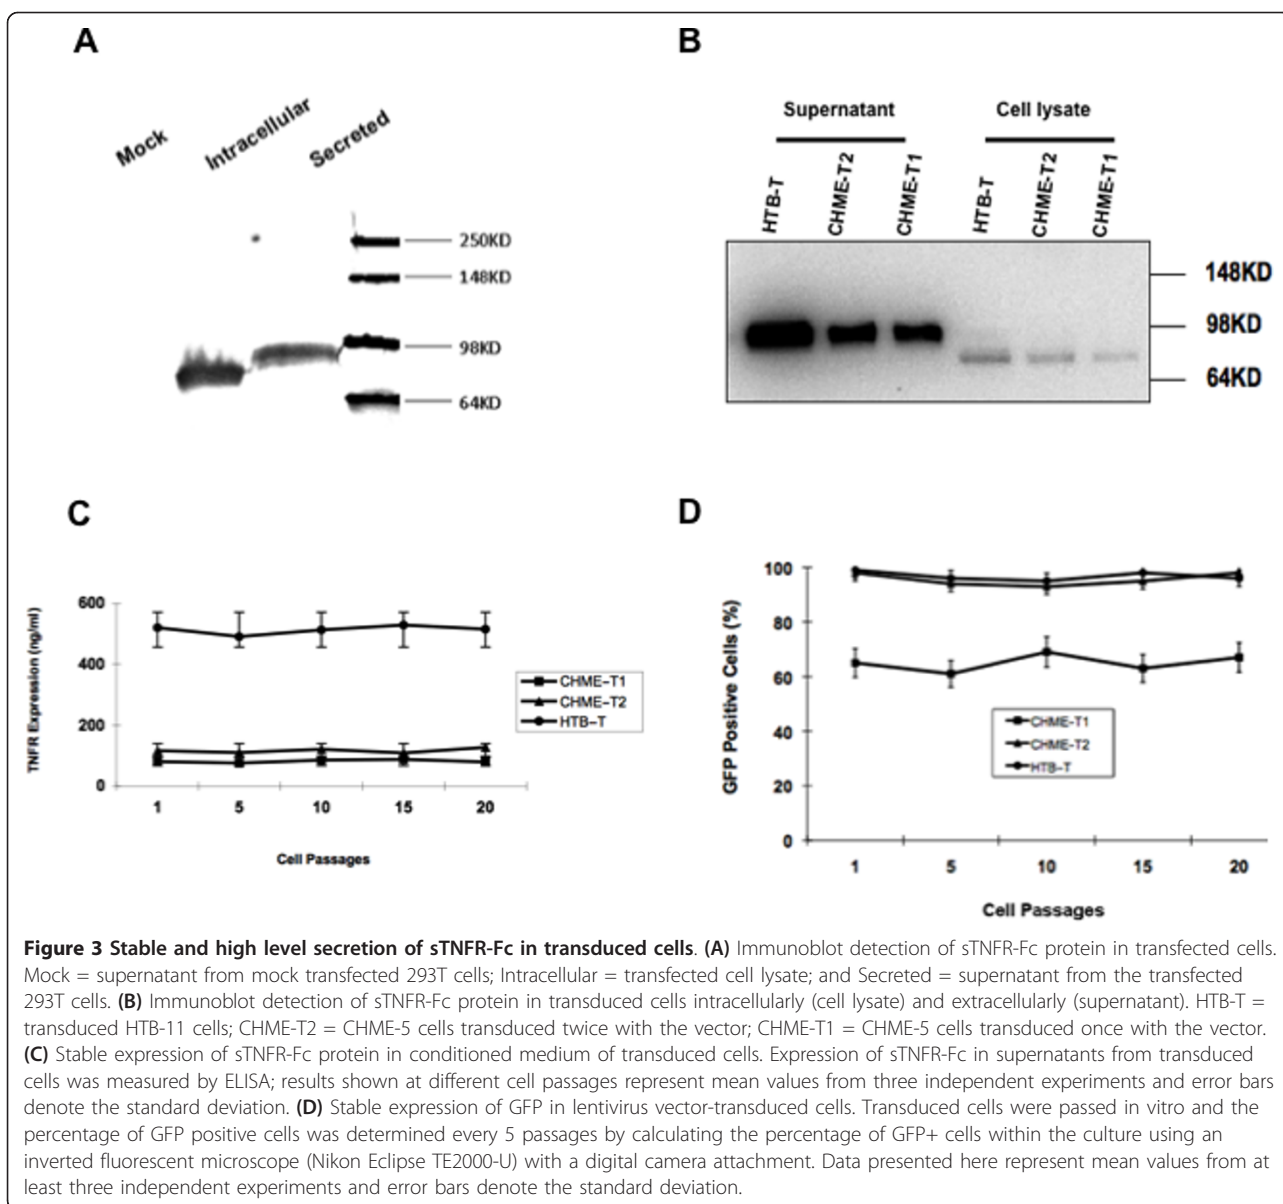 A
Mock
Intracellular
Secreted
250KD
148KD
98KD
64KD
B
Supernatant
Cell lysate
HTB-T
CHME-T2
CHME-T1
HTB-T
CHME-T2
CHME-T1
148KD
98KD
64KD
C
TNFR Expression (ng/ml)
600
400
200
0
1 5 10 15 20
Cell Passages
CHME-T1
CHME-T2
HTB-T
D
GFP Positive Cells (%)
100
80
60
40
20
0
1 5 10 15 20
Cell Passages
CHME-T1
CHME-T2
HTB-T
Figure 3 Stable and high level secretion of sTNFR-Fc in transduced cells. (A) Immunoblot detection of sTNFR-Fc protein in transfected cells.
Mock = supernatant from mock transfected 293T cells; Intracellular = transfected cell lysate; and Secreted = supernatant from the transfected
293T cells. (B) Immunoblot detection of sTNFR-Fc protein in transduced cells intracellularly (cell lysate) and extracellularly (supernatant). HTB-T =
transduced HTB-11 cells; CHME-T2 = CHME-5 cells transduced twice with the vector; CHME-T1 = CHME-5 cells transduced once with the vector.
(C) Stable expression of sTNFR-Fc protein in conditioned medium of transduced cells. Expression of sTNFR-Fc in supernatants from transduced
cells was measured by ELISA; results shown at different cell passages represent mean values from three independent experiments and error bars
denote the standard deviation. (D) Stable expression of GFP in lentivirus vector-transduced cells. Transduced cells were passed in vitro and the
percentage of GFP positive cells was determined every 5 passages by calculating the percentage of GFP+ cells within the culture using an
inverted fluorescent microscope (Nikon Eclipse TE2000-U) with a digital camera attachment. Data presented here represent mean values from at
least three independent experiments and error bars denote the standard deviation.